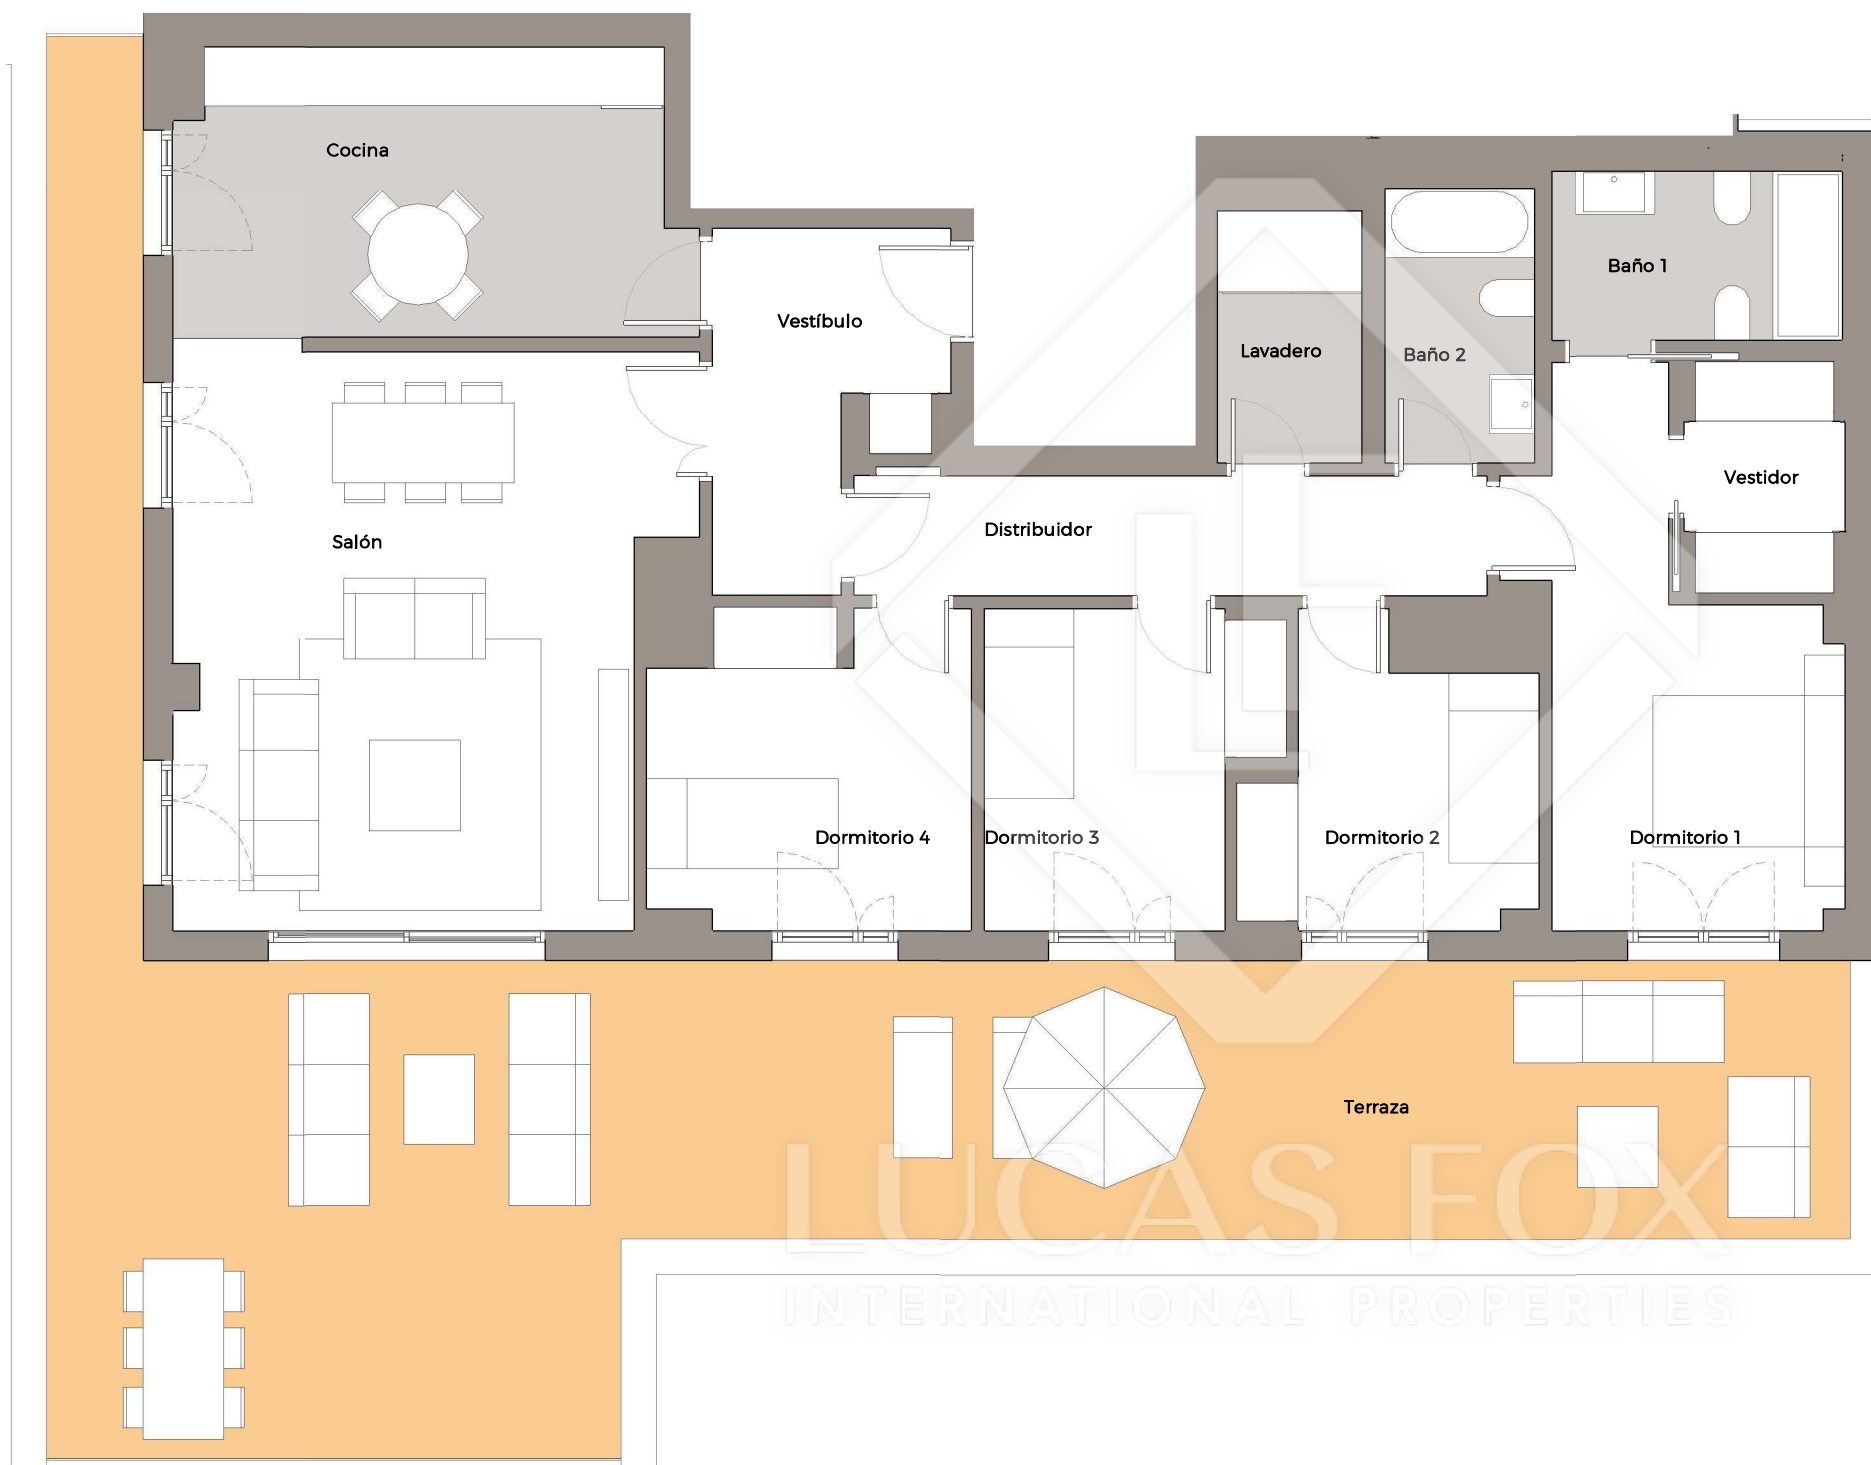 Cocina
Baño 1
Vestíbulo
Lavadero
Baño 2
Vestidor
Distribuidor
Salón
Dormitorio 4
Dormitorio 3
Dormitorio 2
Dormitorio 1
Terraza
LUCAS FOX
INTERNATIONAL PROPERTIES